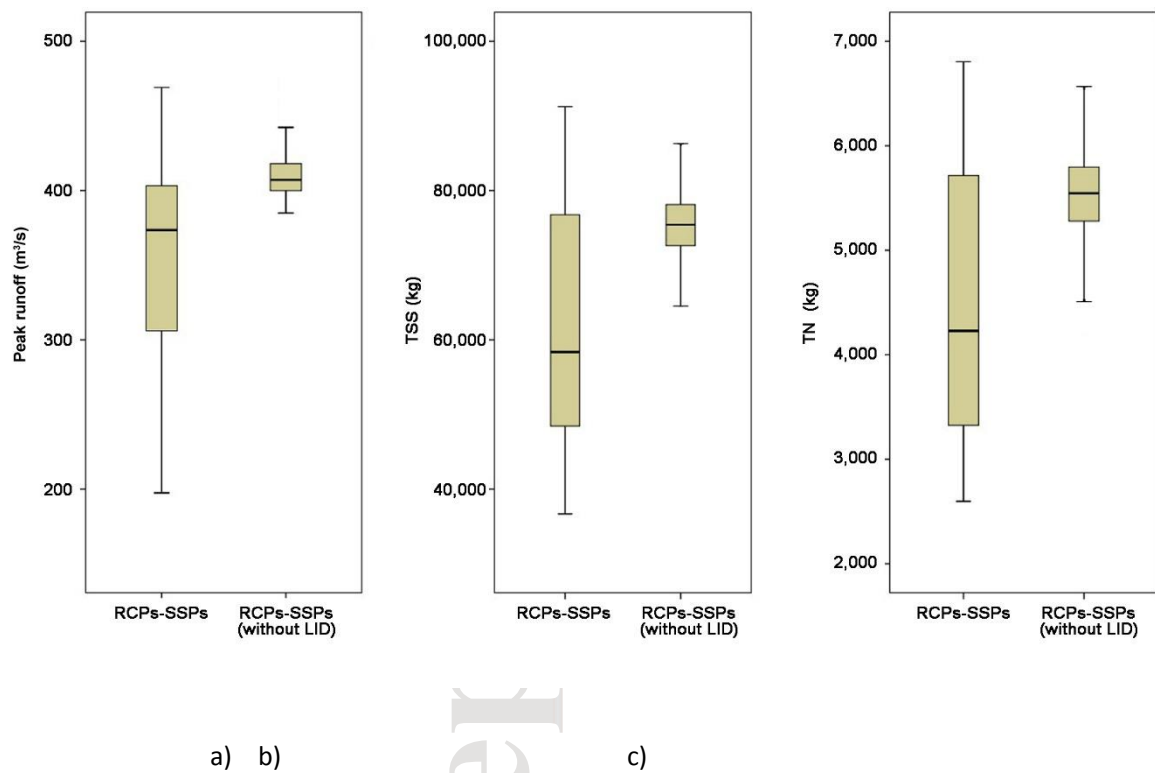 500
400
300
200
Peak runoff (m³/s)
RCPs-SSPs
RCPs-SSPs
(without LID)
100,000
80,000
60,000
40,000
TSS (kg)
RCPs-SSPs
RCPs-SSPs
(without LID)
7,000
6,000
5,000
4,000
3,000
2,000
TN (kg)
RCPs-SSPs
RCPs-SSPs
(without LID)
a) b) c)